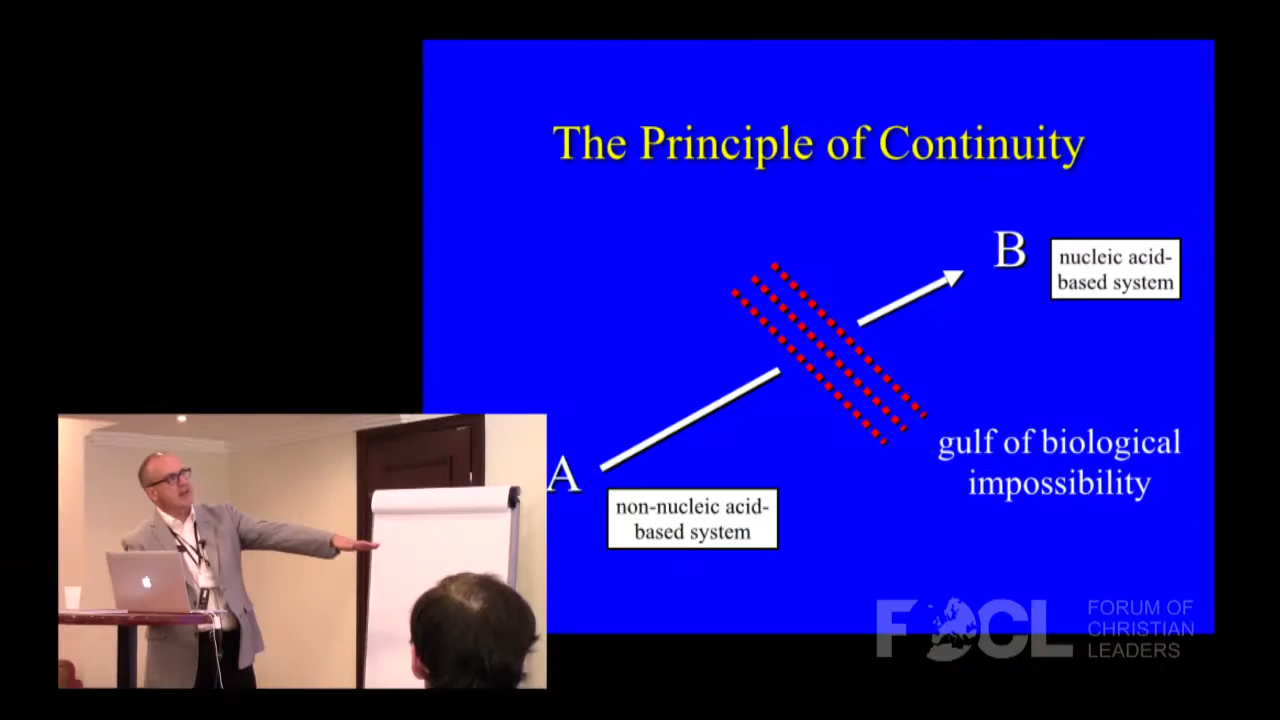 The Principle of Continuity
B
nucleic acid-
based system
gulf of biological
impossibility
A
non-nucleic acid-
based system
FOCL
FORUM OF
CHRISTIAN
LEADERS